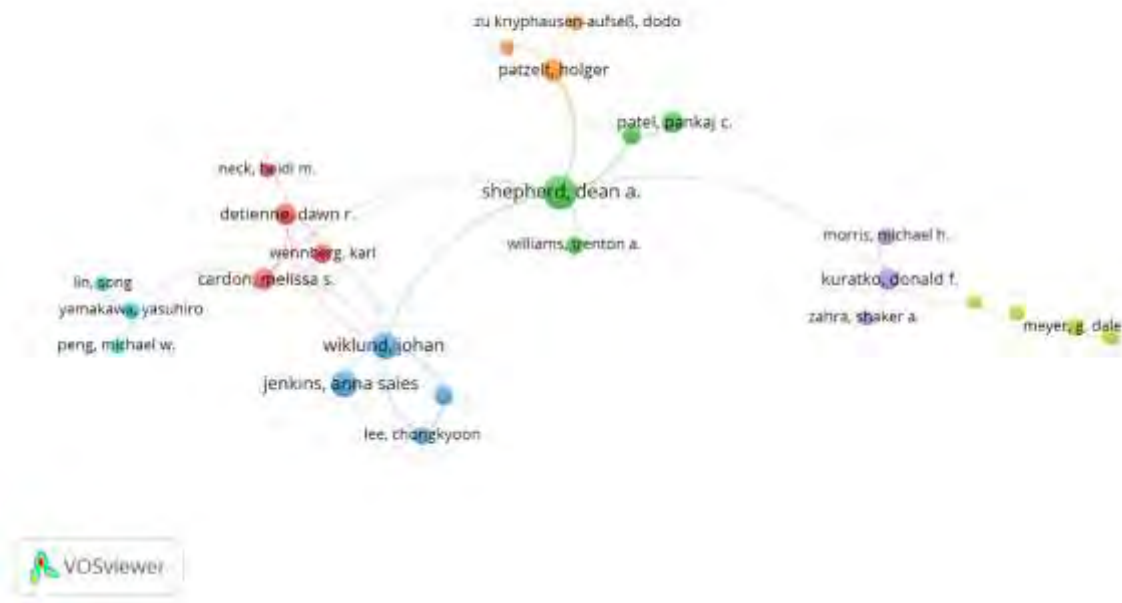 zu knyphausen-aufseß, dodo
patzelt, holger
patel, pankaj c.
neck, heidi m.
shepherd, dean a.
detienne, dawn r.
morris, michael h.
williams, trenton a.
wennberg, karl
cardon, melissa s.
kuratko, donald f.
lin, song
yamakawa, yasuhiro
zahra, shaker a.
meyer, g. dale
peng, michael w.
wiklund, johan
jenkins, anna sales
lee, chongkyoon
VOSviewer